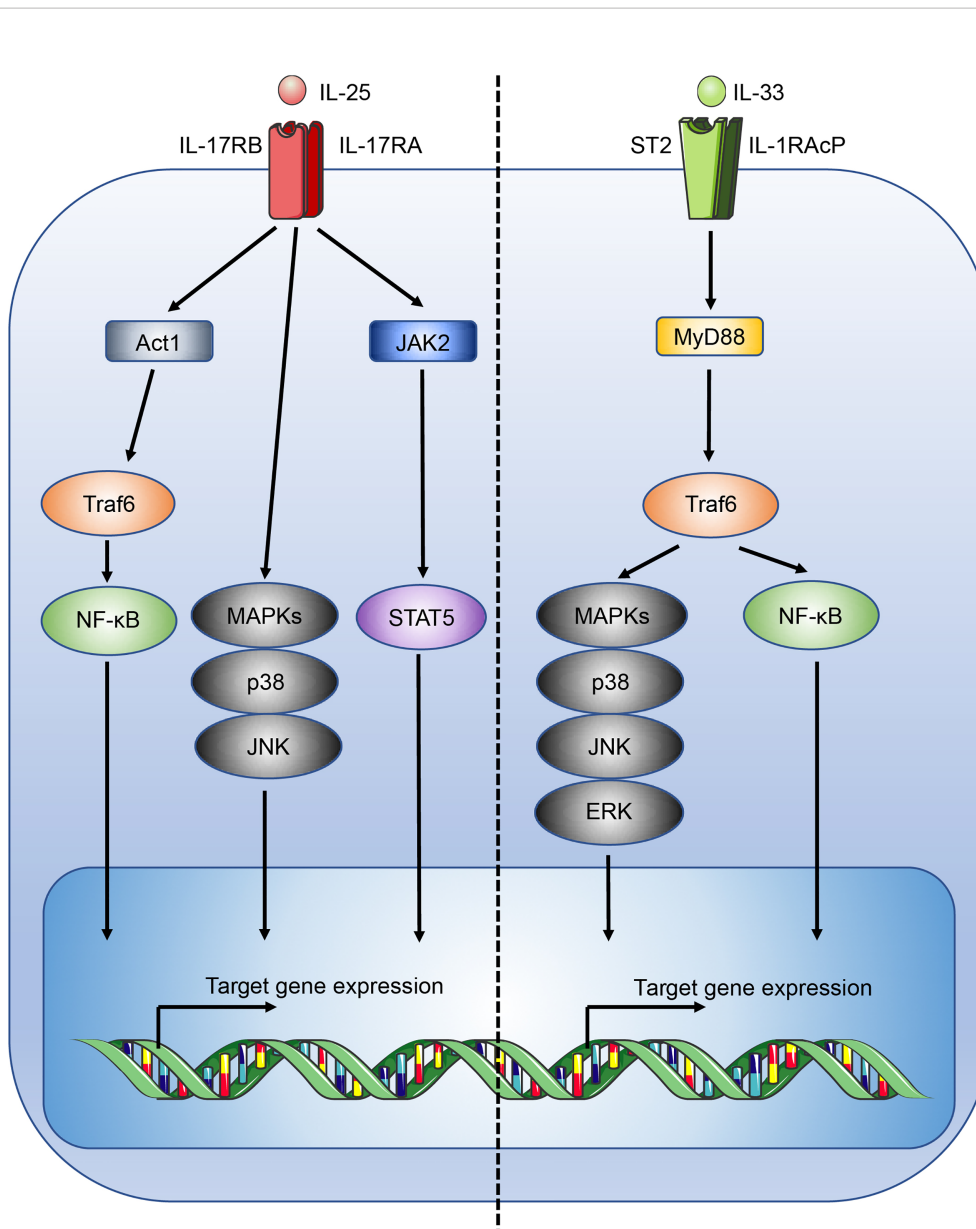 IL-25
IL-17RB
IL-17RA
Act1
JAK2
Traf6
NF-κB
MAPKs
p38
JNK
STAT5
Target gene expression
IL-33
ST2
IL-1RAcP
MyD88
Traf6
MAPKs
p38
JNK
ERK
NF-κB
Target gene expression